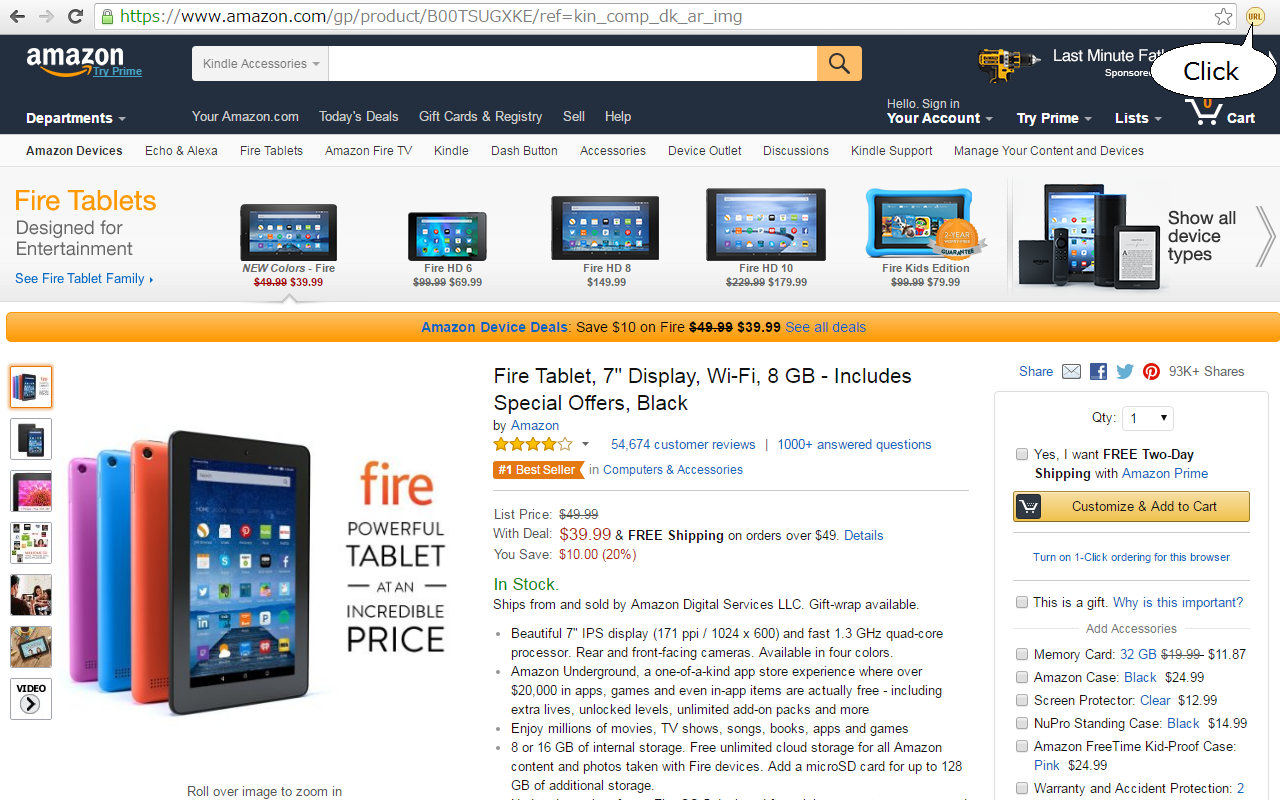 https://www.amazon.com/gp/product/B00TSUGXKE/ref=kin_comp_dk_ar_img
URL
Click
amazon
Try Prime
Kindle Accessories
Last Minute
Sponsored
Departments
Your Amazon.com Today's Deals Gift Cards & Registry Sell Help
Hello. Sign in
Your Account Try Prime Lists 0 Cart
Amazon Devices Echo & Alexa Fire Tablets Amazon Fire TV Kindle Dash Button Accessories Device Outlet Discussions Kindle Support Manage Your Content and Devices
Fire Tablets
Designed for
Entertainment
See Fire Tablet Family
NEW Colors - Fire
$49.99 $39.99
Fire HD 6
$99.99 $69.99
Fire HD 8
$149.99
Fire HD 10
$229.99 $179.99
2-YEAR
GUARANTEE
Fire Kids Edition
$99.99 $79.99
Show all
device
types
Amazon Device Deals: Save $10 on Fire $49.99 $39.99 See all deals
fire
POWERFUL
TABLET
AT AN
INCREDIBLE
PRICE
VIDEO
Roll over image to zoom in
Fire Tablet, 7" Display, Wi-Fi, 8 GB - Includes
Special Offers, Black
by Amazon
54,674 customer reviews | 1000+ answered questions
#1 Best Seller in Computers & Accessories
List Price: $49.99
With Deal: $39.99 & FREE Shipping on orders over $49. Details
You Save: $10.00 (20%)
In Stock.
Ships from and sold by Amazon Digital Services LLC. Gift-wrap available.
• Beautiful 7" IPS display (171 ppi / 1024 x 600) and fast 1.3 GHz quad-core
processor. Rear and front-facing cameras. Available in four colors.
• Amazon Underground, a one-of-a-kind app store experience where over
$20,000 in apps, games and even in-app items are actually free - including
extra lives, unlocked levels, unlimited add-on packs and more
• Enjoy millions of movies, TV shows, songs, books, apps and games
• 8 or 16 GB of internal storage. Free unlimited cloud storage for all Amazon
content and photos taken with Fire devices. Add a microSD card for up to 128
GB of additional storage.
Share 93K+ Shares
Qty: 1
Yes, I want FREE Two-Day
Shipping with Amazon Prime
Customize & Add to Cart
Turn on 1-Click ordering for this browser
This is a gift. Why is this important?
Add Accessories
Memory Card: 32 GB $19.99 $11.87
Amazon Case: Black $24.99
Screen Protector: Clear $12.99
NuPro Standing Case: Black $14.99
Amazon FreeTime Kid-Proof Case:
Pink $24.99
Warranty and Accident Protection: 2